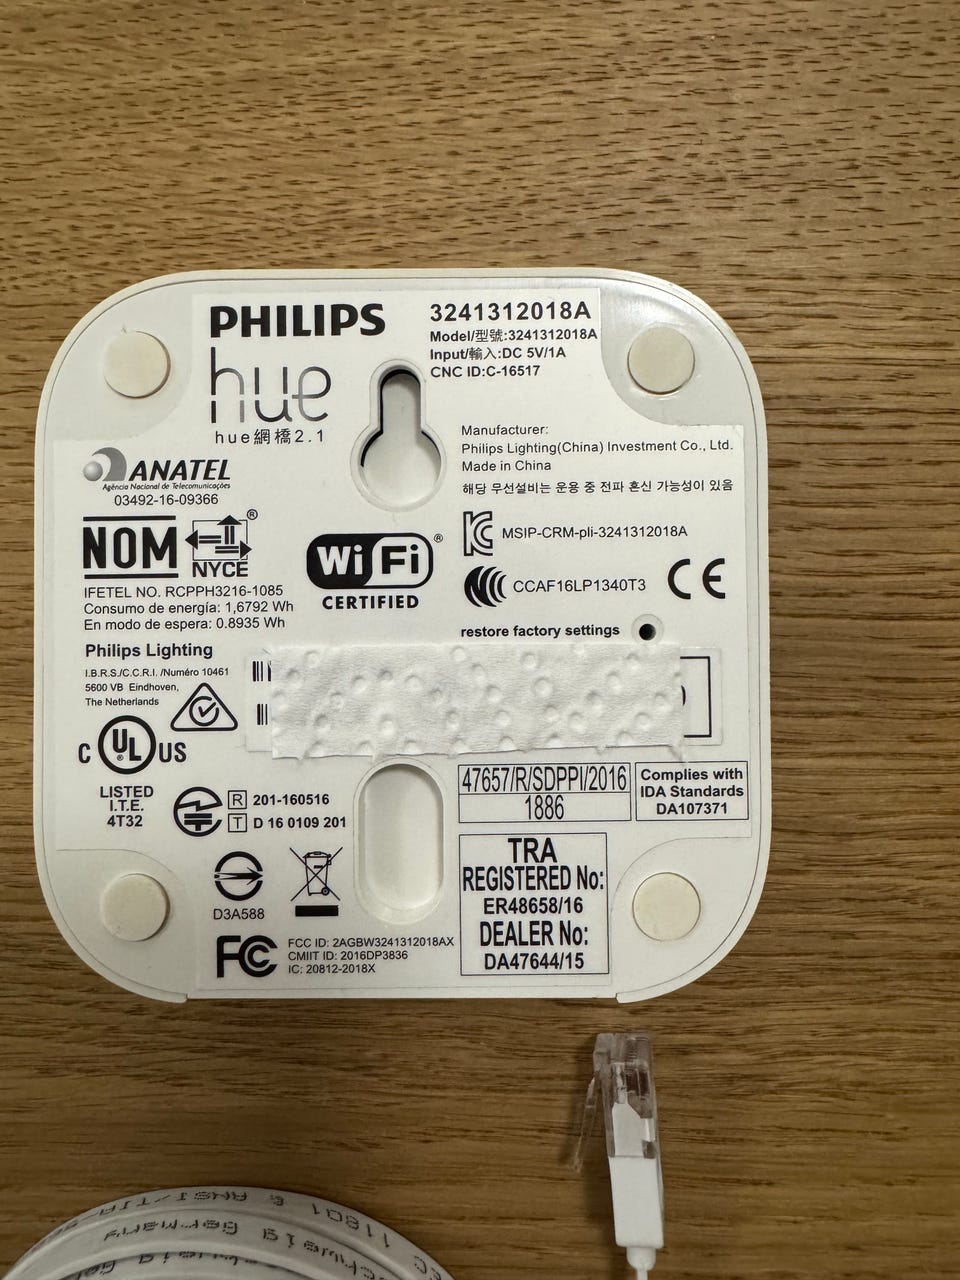 PHILIPS
hue
hue網橋2.1
3241312018A
Model/型號:3241312018A
Input/輸入:DC 5V/1A
CNC ID:C-16517
ANATEL
Agência Nacional de Telecomunicações
03492-16-09366
Manufacturer:
Philips Lighting(China) Investment Co., Ltd.
Made in China
해당 무선설비는 운용 중 전파 혼신 가능성이 있음
NOM
®
NYCE
MSIP-CRM-pli-3241312018A
Wi Fi ®
CERTIFIED
CCAF16LP1340T3
CE
IFETEL NO. RCPPH3216-1085
Consumo de energía: 1,6792 Wh
En modo de espera: 0.8935 Wh
restore factory settings
Philips Lighting
I.B.R.S./C.C.R.I. /Numéro 10461
5600 VB Eindhoven,
The Netherlands
C UL ® US
LISTED
I.T.E.
4T32
R 201-160516
T D 16 0109 201
47657/R/SDPPI/2016
1886
Complies with
IDA Standards
DA107371
D3A588
TRA
REGISTERED No:
ER48658/16
DEALER No:
DA47644/15
FC
FCC ID: 2AGBW3241312018AX
CMIIT ID: 2016DP3836
IC: 20812-2018X
11801 & ANSI/TIA
Germany